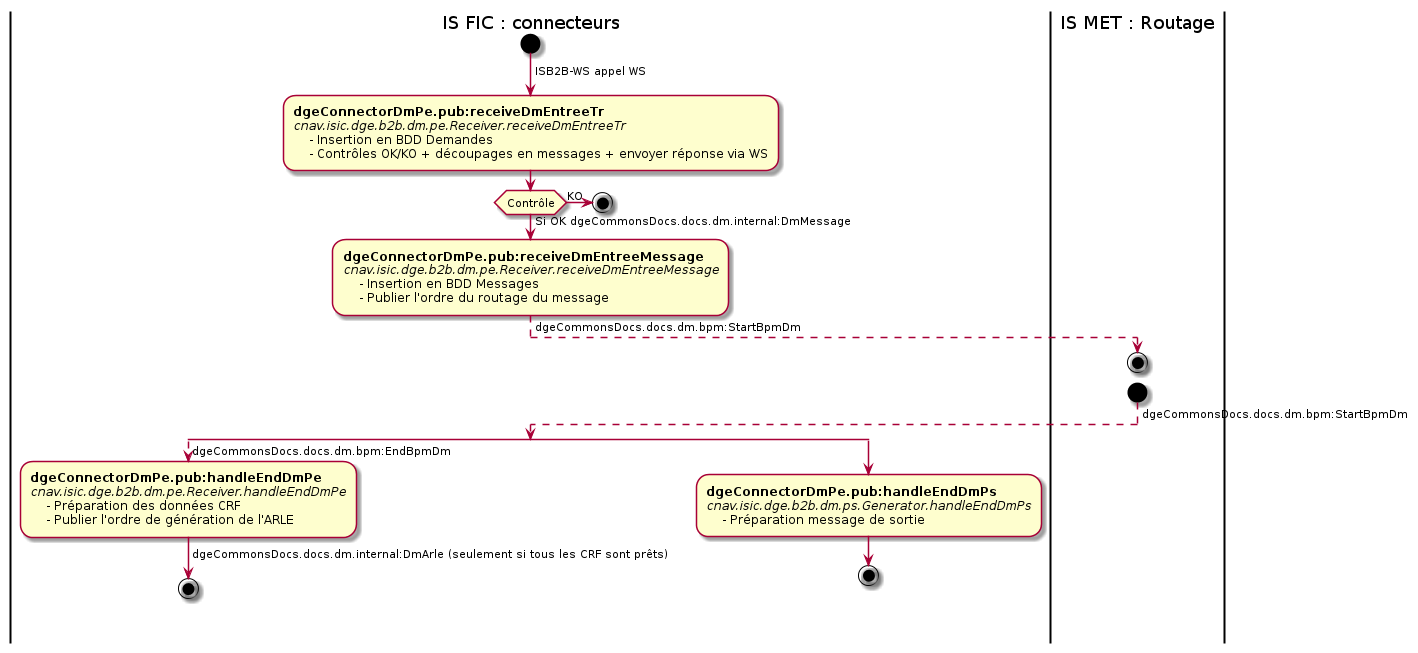 IS FIC : connecteurs
IS MET : Routage
ISB2B-WS appel WS
dgeConnectorDmPe.pub:receiveDmEntreeTr
cnav.isic.dge.b2b.dm.pe.Receiver.receiveDmEntreeTr
- Insertion en BDD Demandes
- Contrôles OK/KO + découpages en messages + envoyer réponse via WS
Contrôle
KO
Si OK dgeCommonsDocs.docs.dm.internal:DmMessage
dgeConnectorDmPe.pub:receiveDmEntreeMessage
cnav.isic.dge.b2b.dm.pe.Receiver.receiveDmEntreeMessage
- Insertion en BDD Messages
- Publier l'ordre du routage du message
dgeCommonsDocs.docs.dm.bpm:StartBpmDm
dgeCommonsDocs.docs.dm.bpm:StartBpmDm
dgeCommonsDocs.docs.dm.bpm:EndBpmDm
dgeConnectorDmPe.pub:handleEndDmPe
cnav.isic.dge.b2b.dm.pe.Receiver.handleEndDmPe
- Préparation des données CRF
- Publier l'ordre de génération de l'ARLE
dgeConnectorDmPe.pub:handleEndDmPs
cnav.isic.dge.b2b.dm.ps.Generator.handleEndDmPs
- Préparation message de sortie
dgeCommonsDocs.docs.dm.internal:DmArle (seulement si tous les CRF sont prêts)